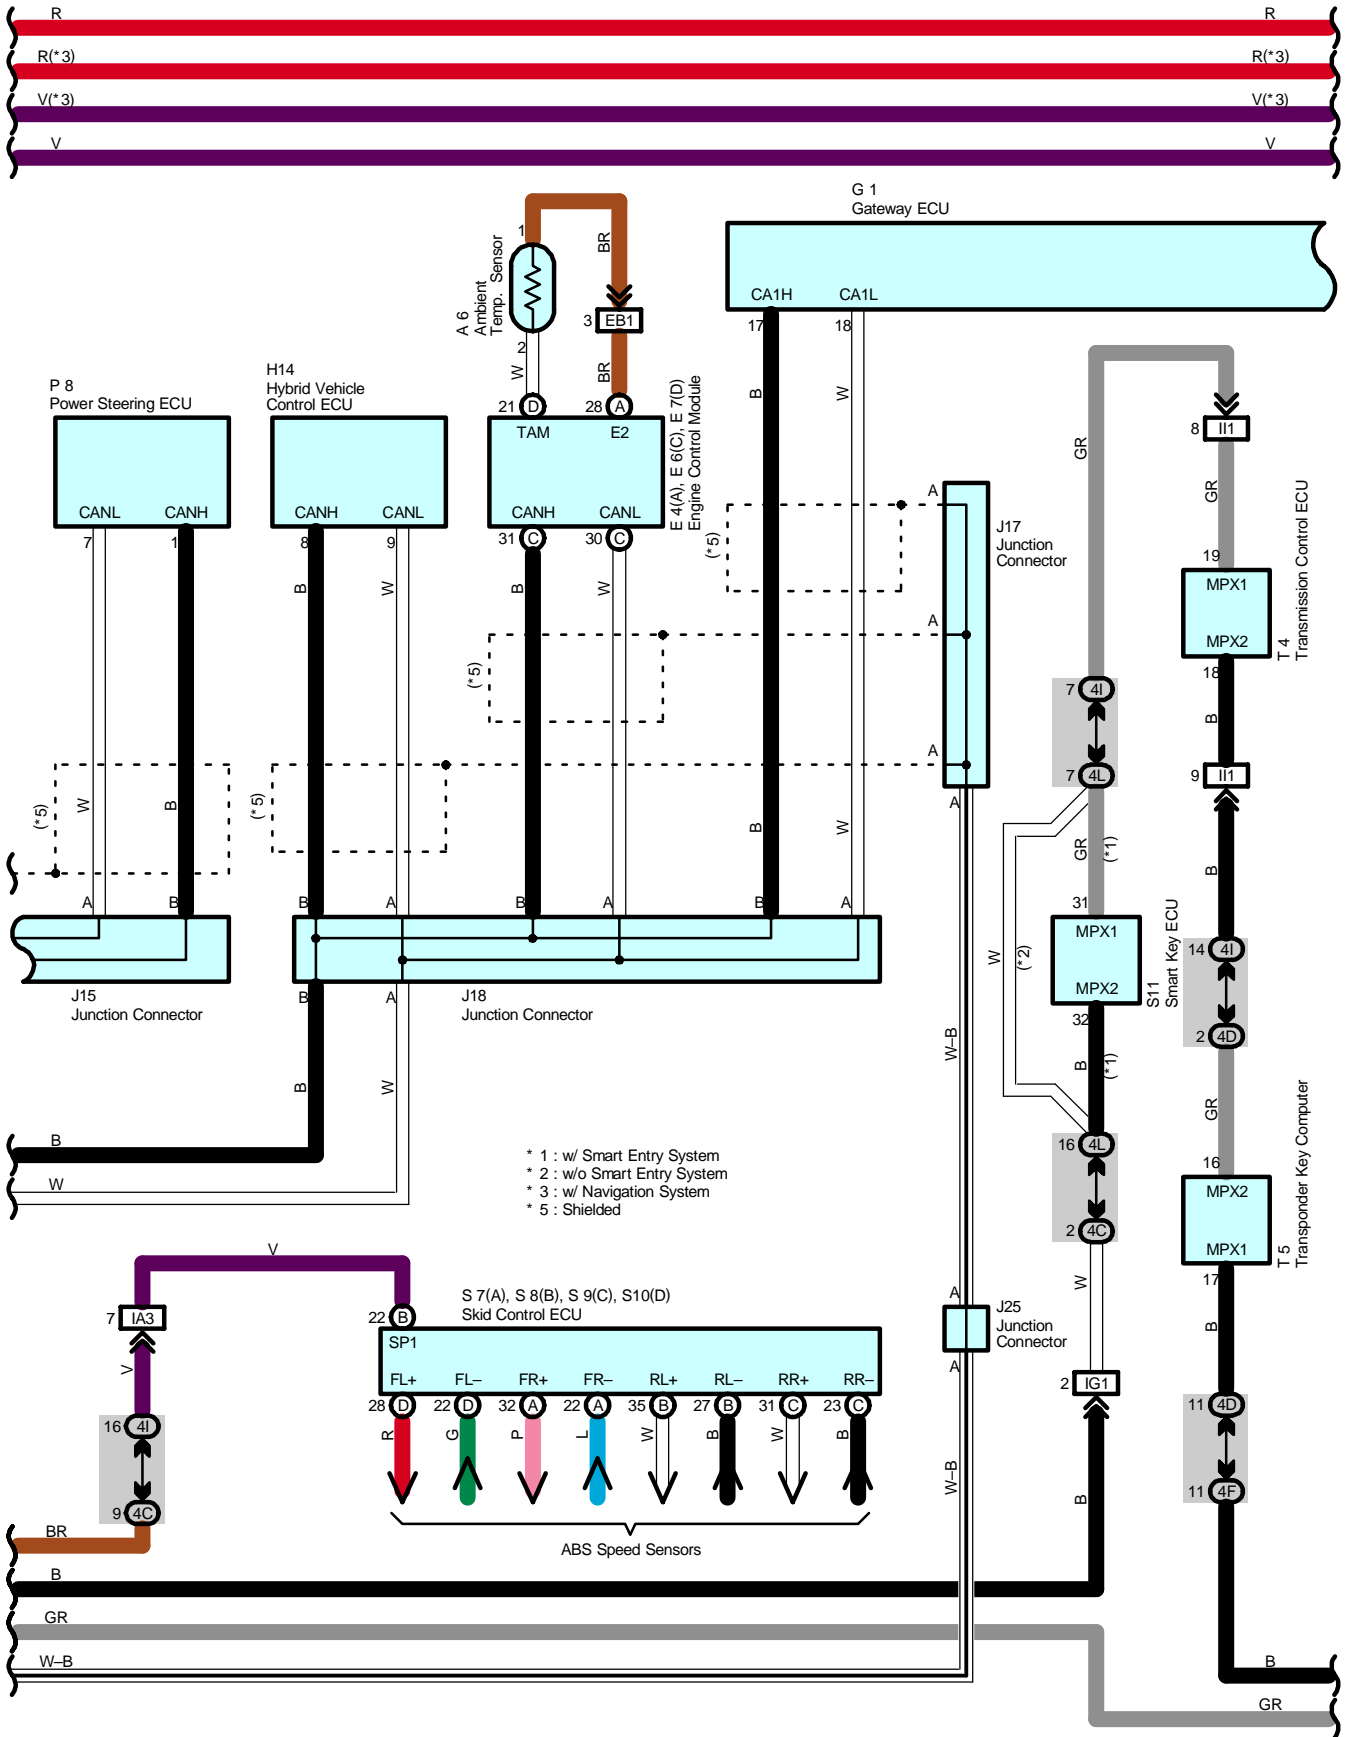 R R
R(*3) R(*3)
V(*3) V(*3)
V V
G 1
Gateway ECU
CA1H CA1L
17 18
B W
A 6
Ambient
Temp. Sensor
1
2
W
BR
3 EB1
BR
21 D 28 A
TAM E2
CANH CANL
31 C 30 C
E 4(A), E 6(C), E 7(D)
Engine Control Module
B W
(*5)
P 8
Power Steering ECU
CANL CANH
7 1
W B
(*5)
A B
J15
Junction Connector
H14
Hybrid Vehicle
Control ECU
CANH CANL
8 9
B W
(*5)
B A B A B A
B W
J18
Junction Connector
B A
B W
B
W
(*5)
A
A
A
J17
Junction
Connector
A
W–B
GR
8 II1
GR
19
MPX1
MPX2
T 4
Transmission Control ECU
18
B
9 II1
B
14 4I
2 4D
GR
16
MPX2
MPX1
T 5
Transponder Key Computer
17
B
11 4D
11 4F
B
GR
7 4I
7 4L
GR (*1)
W (*2)
31
MPX1
MPX2
S11
Smart Key ECU
32
B (*1)
16 4L
2 4C
W
2 IG1
B
* 1 : w/ Smart Entry System
* 2 : w/o Smart Entry System
* 3 : w/ Navigation System
* 5 : Shielded
A
J25
Junction
Connector
A
W–B
V
7 IA3
V
16 4I
9 4C
S 7(A), S 8(B), S 9(C), S10(D)
Skid Control ECU
22 B
SP1
FL+ FL– FR+ FR– RL+ RL– RR+ RR–
28 D 22 D 32 A 22 A 35 B 27 B 31 C 23 C
R G P L W B W B
ABS Speed Sensors
BR
B
GR
W–B